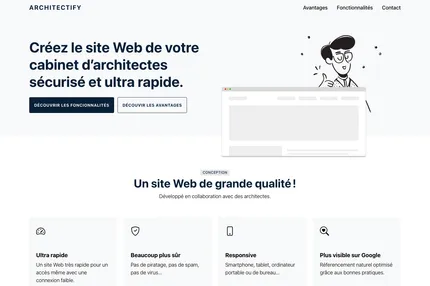 ARCHITECTIFY
Avantages
Fonctionnalités
Contact
Créez le site Web de votre
cabinet d'architectes
sécurisé et ultra rapide.
DÉCOUVRIR LES FONCIONNALITÉS
DÉCOUVRIR LES AVANTAGES
CONCEPTION
Un site Web de grande qualité !
Développé en collaboration avec des architectes.
Ultra rapide
Un site Web très rapide pour un
accès même avec une
connexion faible.
Beaucoup plus sûr
Pas de piratage, pas de spam,
pas de virus...
Responsive
Smartphone, tablet, ordinateur
portable ou de bureau...
Plus visible sur Google
Référencement naturel optimisé
grâce aux bonnes pratiques.